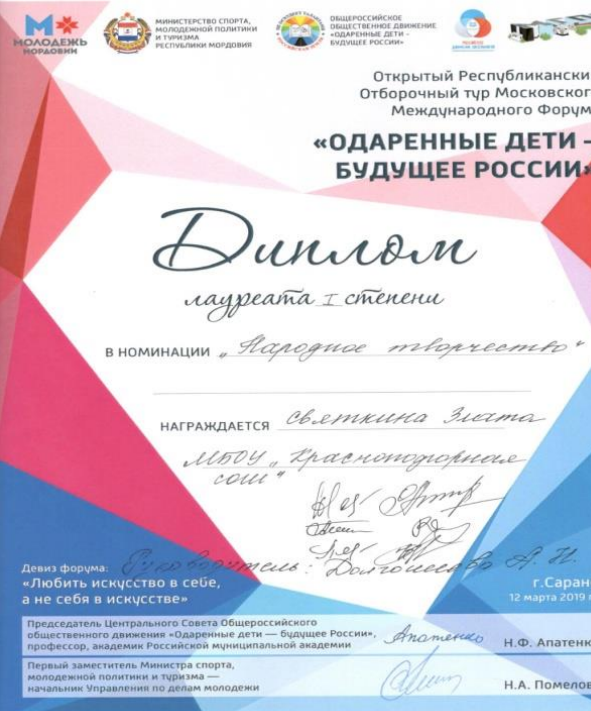 МОЛОДЕЖЬ
МОРДОВИИ
МИНИСТЕРСТВО СПОРТА,
МОЛОДЕЖНОЙ ПОЛИТИКИ
И ТУРИЗМА
РЕСПУБЛИКИ МОРДОВИЯ
ОБЩЕРОССИЙСКОЕ
ОБЩЕСТВЕННОЕ ДВИЖЕНИЕ
«ОДАРЕННЫЕ ДЕТИ -
БУДУЩЕЕ РОССИИ»
Открытый Республикански
Отборочный тур Московског
Международного Форум
«ОДАРЕННЫЕ ДЕТИ -
БУДУЩЕЕ РОССИИ»
Диплом
лауреата I степени
В НОМИНАЦИИ „Народное творчество“
НАГРАЖДАЕТСЯ Святкина Злата
МБОУ „Красноподгорная
сош“
Руководитель: А. Н.
Девиз форума:
«Любить искусство в себе,
а не себя в искусстве»
г.Саран
12 марта 2019 г
Председатель Центрального Совета Общероссийского
общественного движения «Одаренные дети — будущее России»,
профессор, академик Российской муниципальной академии
Апатенко Н.Ф. Апатенк
Первый заместитель Министра спорта,
молодежной политики и туризма —
начальник Управления по делам молодежи
Н.А. Помелов